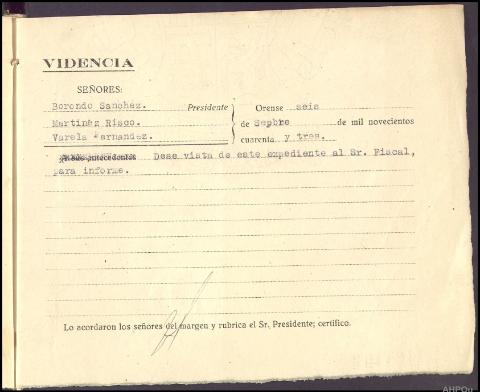 VIDENCIA
SEÑORES:
Borondo Sanchez. Presidente Orense seis
Martinez Risco. de Sepbre de mil novecientos
Varela Fernandez. cuarenta y tres.
Dese vista de este expediente al Sr. Fiscal,
para informe.
Lo acordaron los señores del margen y rubrica el Sr. Presidente; certifico.
AHPOu